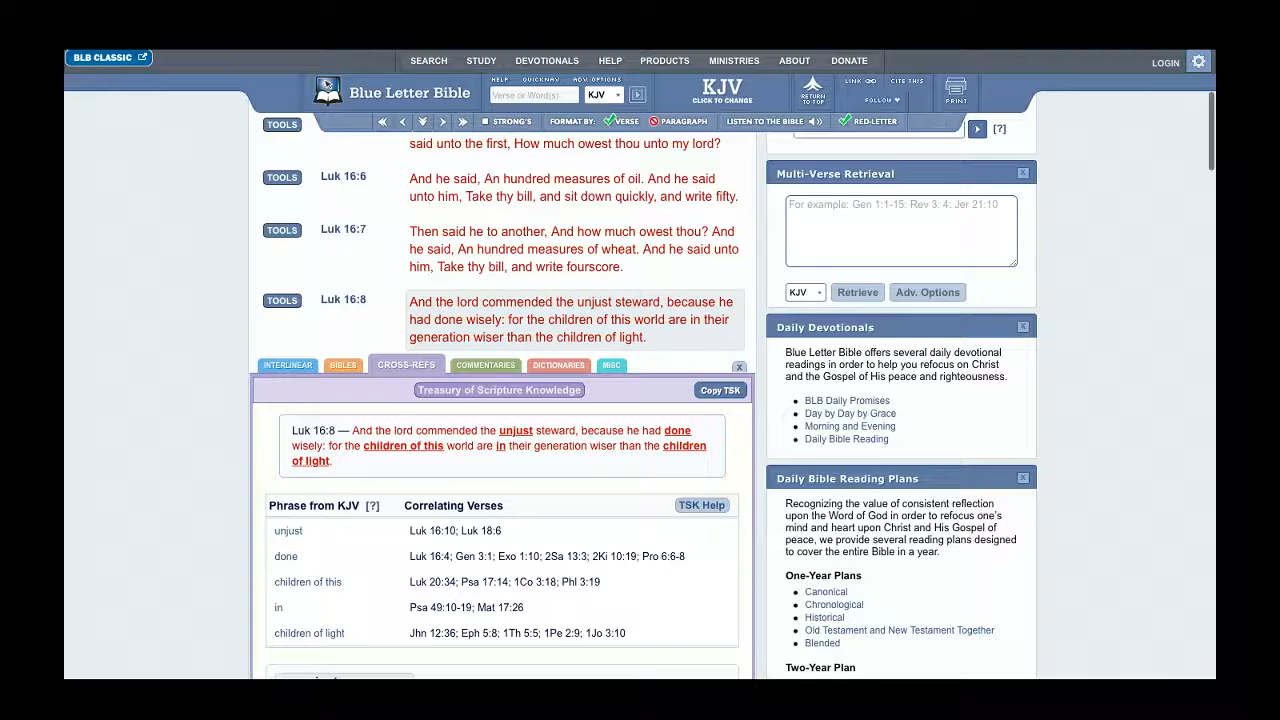 BLB CLASSIC
SEARCH STUDY DEVOTIONALS HELP PRODUCTS MINISTRIES ABOUT DONATE
LOGIN
Blue Letter Bible
HELP QUICKNAV ADV. OPTIONS
Verse or Word(s) KJV
KJV
CLICK TO CHANGE
RETURN
TO TOP
LINK CITE THIS
FOLLOW
PRINT
STRONG'S FORMAT BY: VERSE PARAGRAPH LISTEN TO THE BIBLE RED-LETTER
TOOLS
said unto the first, How much owest thou unto my lord?
TOOLS Luk 16:6 And he said, An hundred measures of oil. And he said
unto him, Take thy bill, and sit down quickly, and write fifty.
TOOLS Luk 16:7 Then said he to another, And how much owest thou? And
he said, An hundred measures of wheat. And he said unto
him, Take thy bill, and write fourscore.
TOOLS Luk 16:8 And the lord commended the unjust steward, because he
had done wisely: for the children of this world are in their
generation wiser than the children of light.
INTERLINEAR BIBLES CROSS-REFS COMMENTARIES DICTIONARIES MISC X
Treasury of Scripture Knowledge Copy TSK
Luk 16:8 — And the lord commended the unjust steward, because he had done
wisely: for the children of this world are in their generation wiser than the children
of light.
Phrase from KJV [?] Correlating Verses TSK Help
unjust Luk 16:10; Luk 18:6
done Luk 16:4; Gen 3:1; Exo 1:10; 2Sa 13:3; 2Ki 10:19; Pro 6:6-8
children of this Luk 20:34; Psa 17:14; 1Co 3:18; Phl 3:19
in Psa 49:10-19; Mat 17:26
children of light Jhn 12:36; Eph 5:8; 1Th 5:5; 1Pe 2:9; 1Jo 3:10
[?]
Multi-Verse Retrieval X
For example: Gen 1:1-15: Rev 3: 4: Jer 21:10
KJV Retrieve Adv. Options
Daily Devotionals X
Blue Letter Bible offers several daily devotional
readings in order to help you refocus on Christ
and the Gospel of His peace and righteousness.
BLB Daily Promises
Day by Day by Grace
Morning and Evening
Daily Bible Reading
Daily Bible Reading Plans X
Recognizing the value of consistent reflection
upon the Word of God in order to refocus one's
mind and heart upon Christ and His Gospel of
peace, we provide several reading plans designed
to cover the entire Bible in a year.
One-Year Plans
Canonical
Chronological
Historical
Old Testament and New Testament Together
Blended
Two-Year Plan